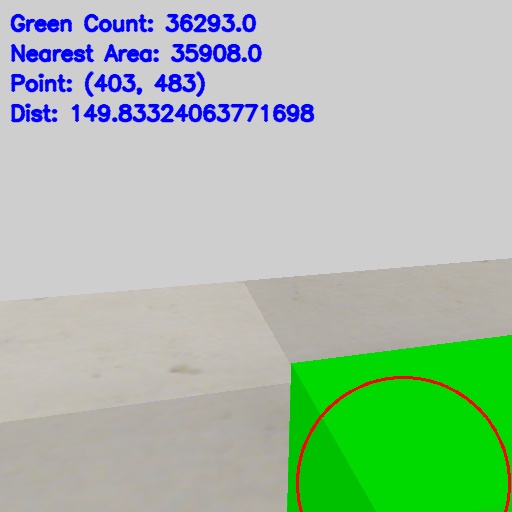 Green Count: 36293.0
Nearest Area: 35908.0
Point: (403, 483)
Dist: 149.83324063771698